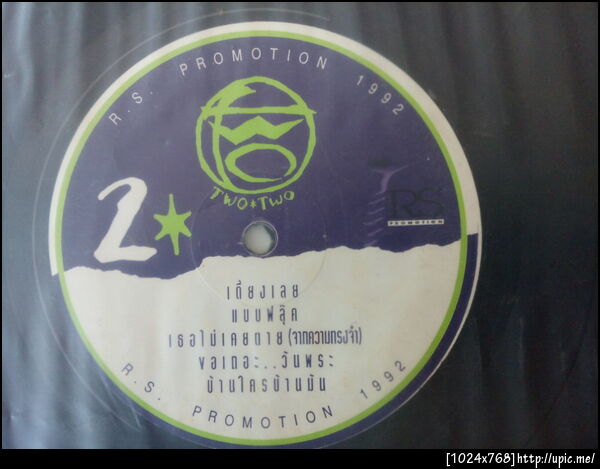 R.S. PROMOTION 1992
TWO
TWO*TWO
2*
RS
PROMOTION
เดี้ยงเลย
แบบฟลุ๊ค
เธอไม่เคยตาย (จากความทรงจำ)
ขอเถอะ..วันพระ
บ้านใครบ้านมัน
R.S. PROMOTION 1992
[1024x768]http://upic.me/